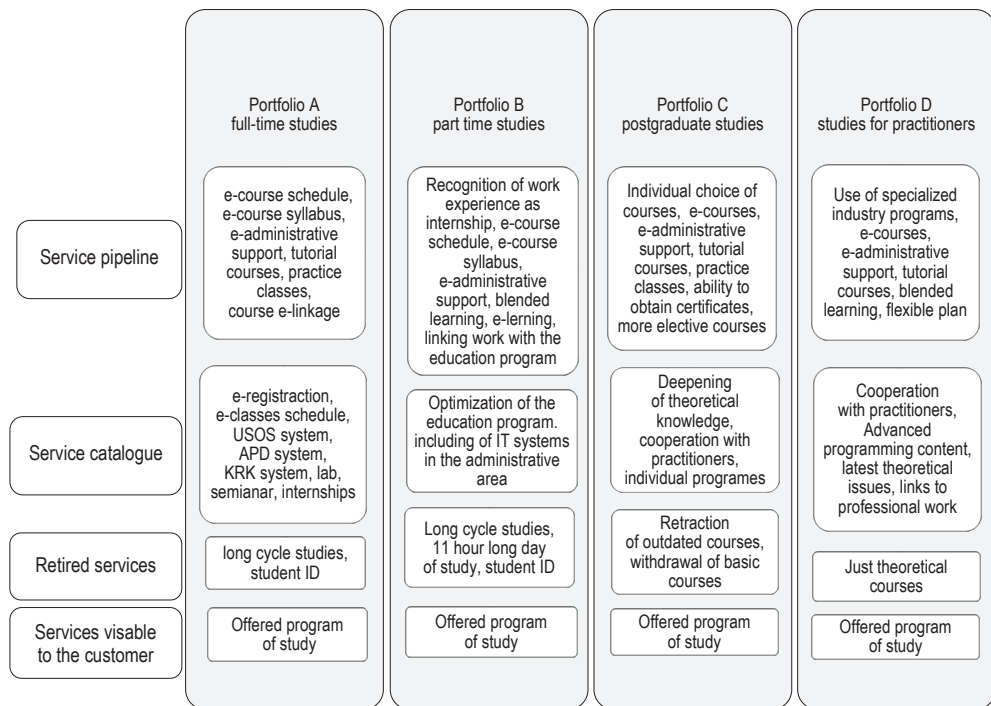 Portfolio A
full-time studies
Portfolio B
part time studies
Portfolio C
postgraduate studies
Portfolio D
studies for practitioners
Service pipeline
e-course schedule,
e-course syllabus,
e-administrative
support, tutorial
courses, practice
classes,
course e-linkage
Recognition of work
experience as
internship, e-course
schedule, e-course
syllabus,
e-administrative
support, blended
learning, e-lerning,
linking work with the
education program
Individual choice of
courses, e-courses,
e-administrative
support, tutorial
courses, practice
classes, ability to
obtain certificates,
more elective courses
Use of specialized
industry programs,
e-courses,
e-administrative
support, tutorial
courses, blended
learning, flexible plan
Service catalogue
e-registraction,
e-classes schedule,
USOS system,
APD system,
KRK system, lab,
semianar, internships
Optimization of the
education program.
including of IT systems
in the administrative
area
Deepening
of theoretical
knowledge,
cooperation with
practitioners,
individual programes
Cooperation
with practitioners,
Advanced
programming content,
latest theoretical
issues, links to
professional work
Retired services
long cycle studies,
student ID
Long cycle studies,
11 hour long day
of study, student ID
Retraction
of outdated courses,
withdrawal of basic
courses
Just theoretical
courses
Services visable
to the customer
Offered program
of study
Offered program
of study
Offered program
of study
Offered program
of study